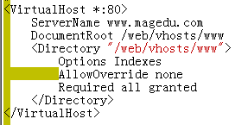 <VirtualHost *:80>
    ServerName www.magedu.com
    DocumentRoot /web/vhosts/www
    <Directory "/web/vhosts/www">
        Options Indexes
        AllowOverride none
        Required all granted
    </Directory>
</VirtualHost>